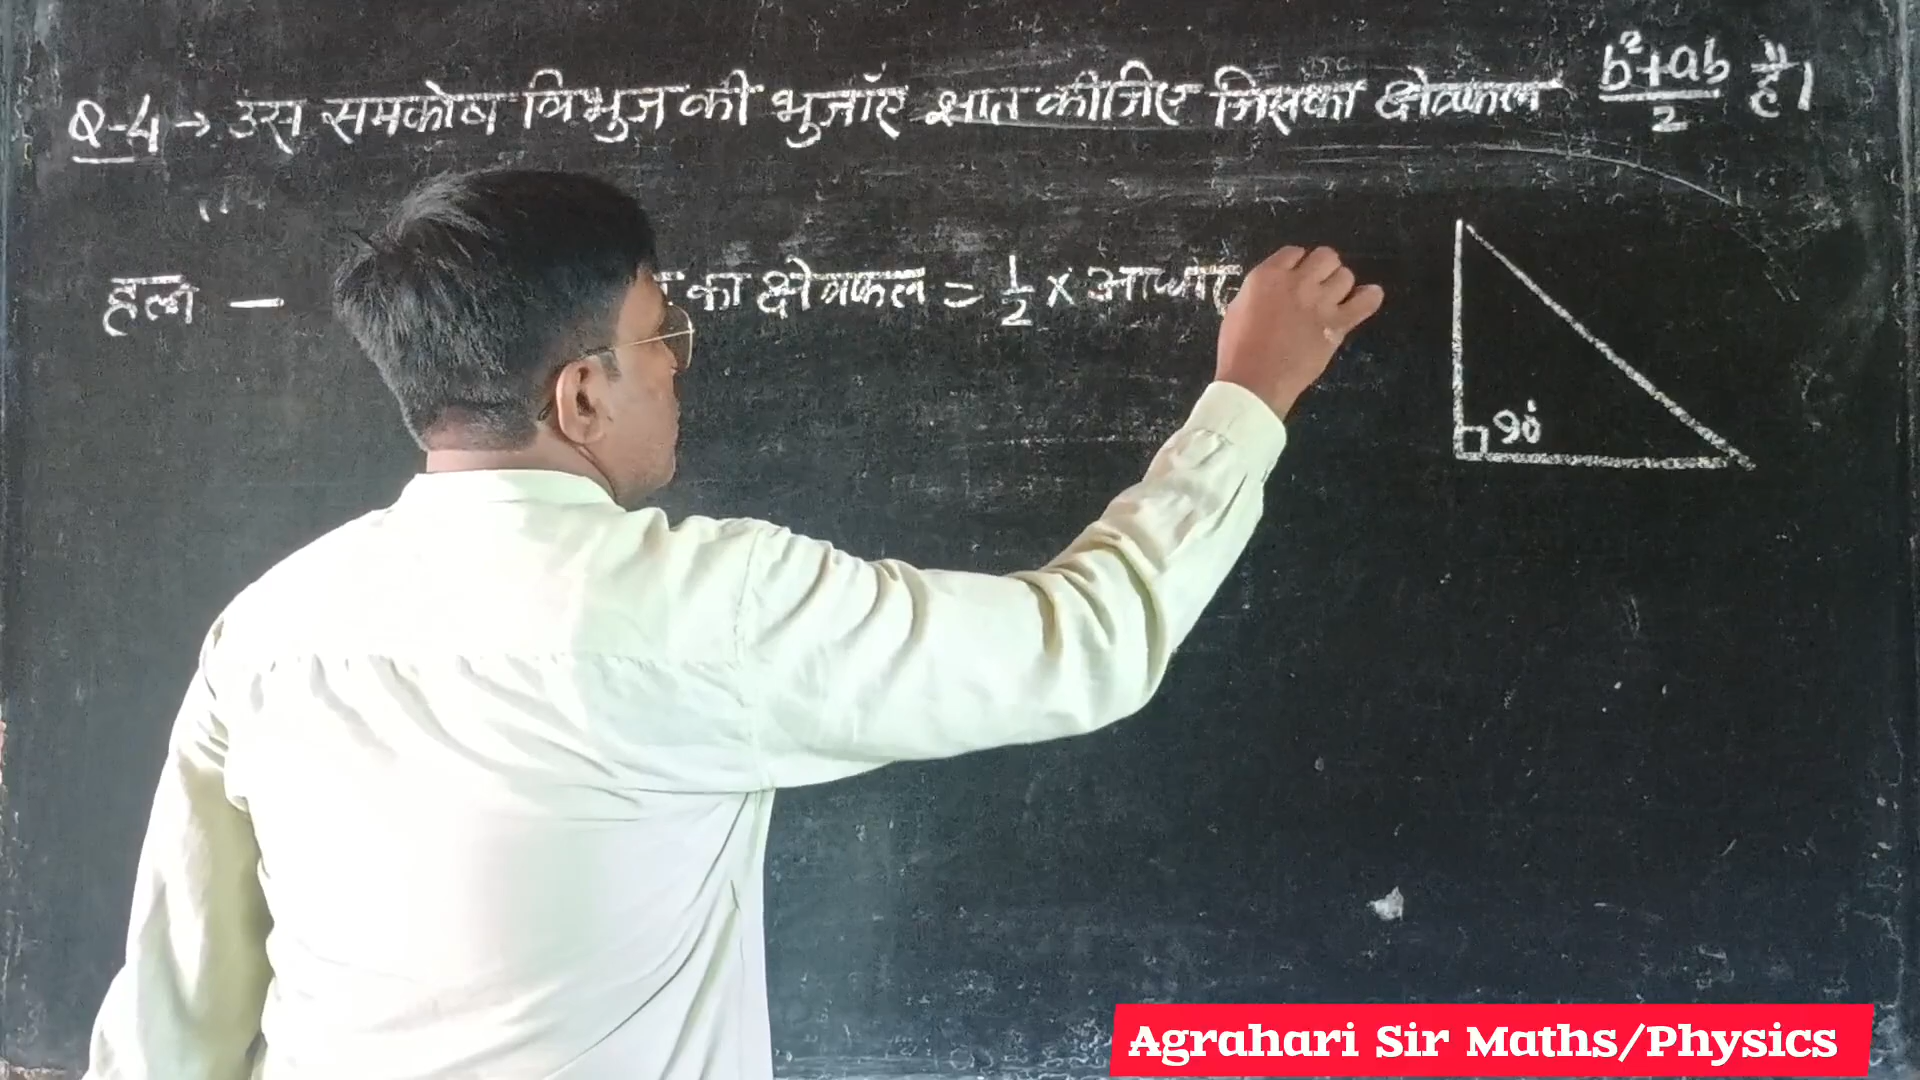 Q-4 → उस समकोण त्रिभुज की भुजाएँ ज्ञात कीजिए जिसका क्षेत्रफल b²+ab/2 है।
हल — का क्षेत्रफल = 1/2 × आधार
90°
Agrahari Sir Maths/Physics